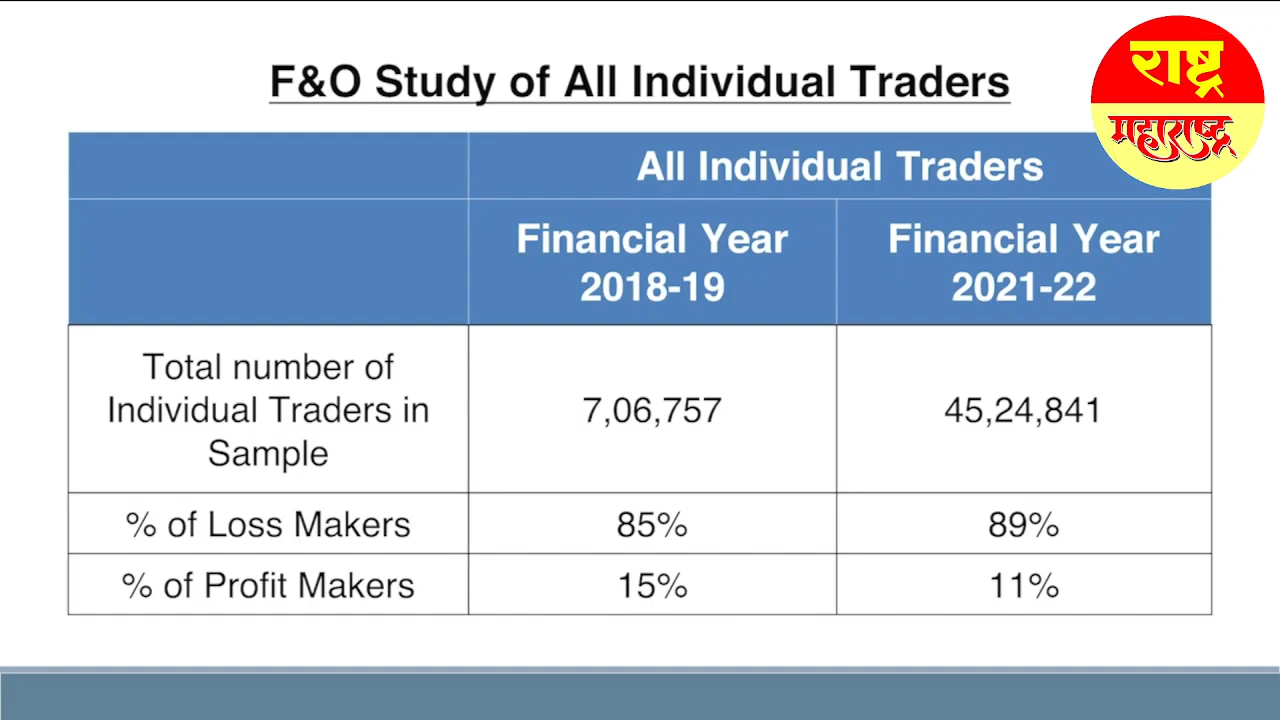 F&O Study of All Individual Traders
राष्ट्र
महाराष्ट्र
All Individual Traders
Financial Year
2018-19
Financial Year
2021-22
Total number of
Individual Traders in
Sample
7,06,757
45,24,841
% of Loss Makers
85%
89%
% of Profit Makers
15%
11%